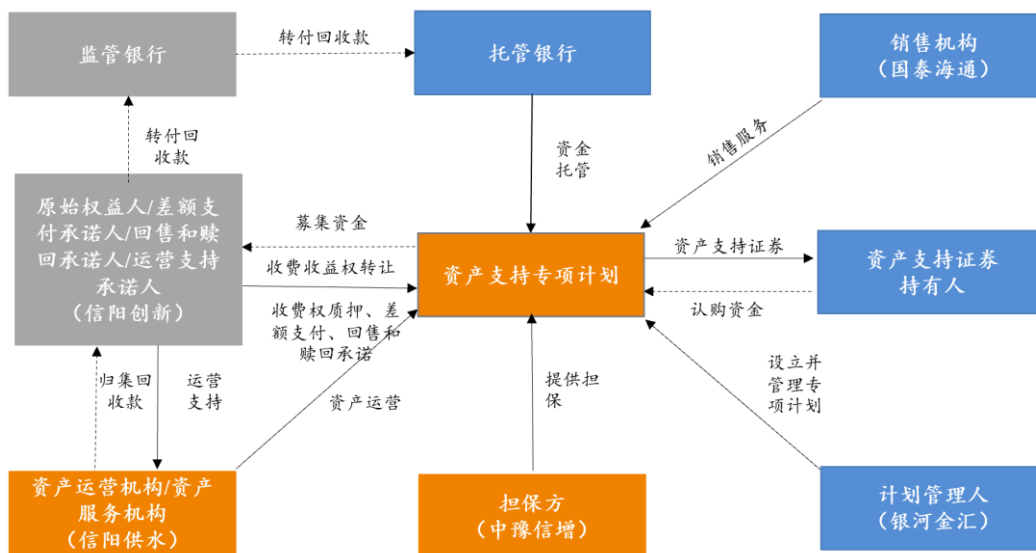 监管银行
转付回收款
托管银行
销售机构
（国泰海通）
转付回
收款
资金
托管
销售服务
原始权益人/差额支
付承诺人/回售和赎
回承诺人/运营支持
承诺人
（信阳创新）
募集资金
收费收益权转让
收费权质押、差
额支付、回售和
赎回承诺
资产支持专项计划
资产支持证券
认购资金
资产支持证券
持有人
归集回
收款
运营
支持
资产运营
提供担
保
设立并
管理专
项计划
资产运营机构/资产
服务机构
（信阳供水）
担保方
（中豫信增）
计划管理人
（银河金汇）